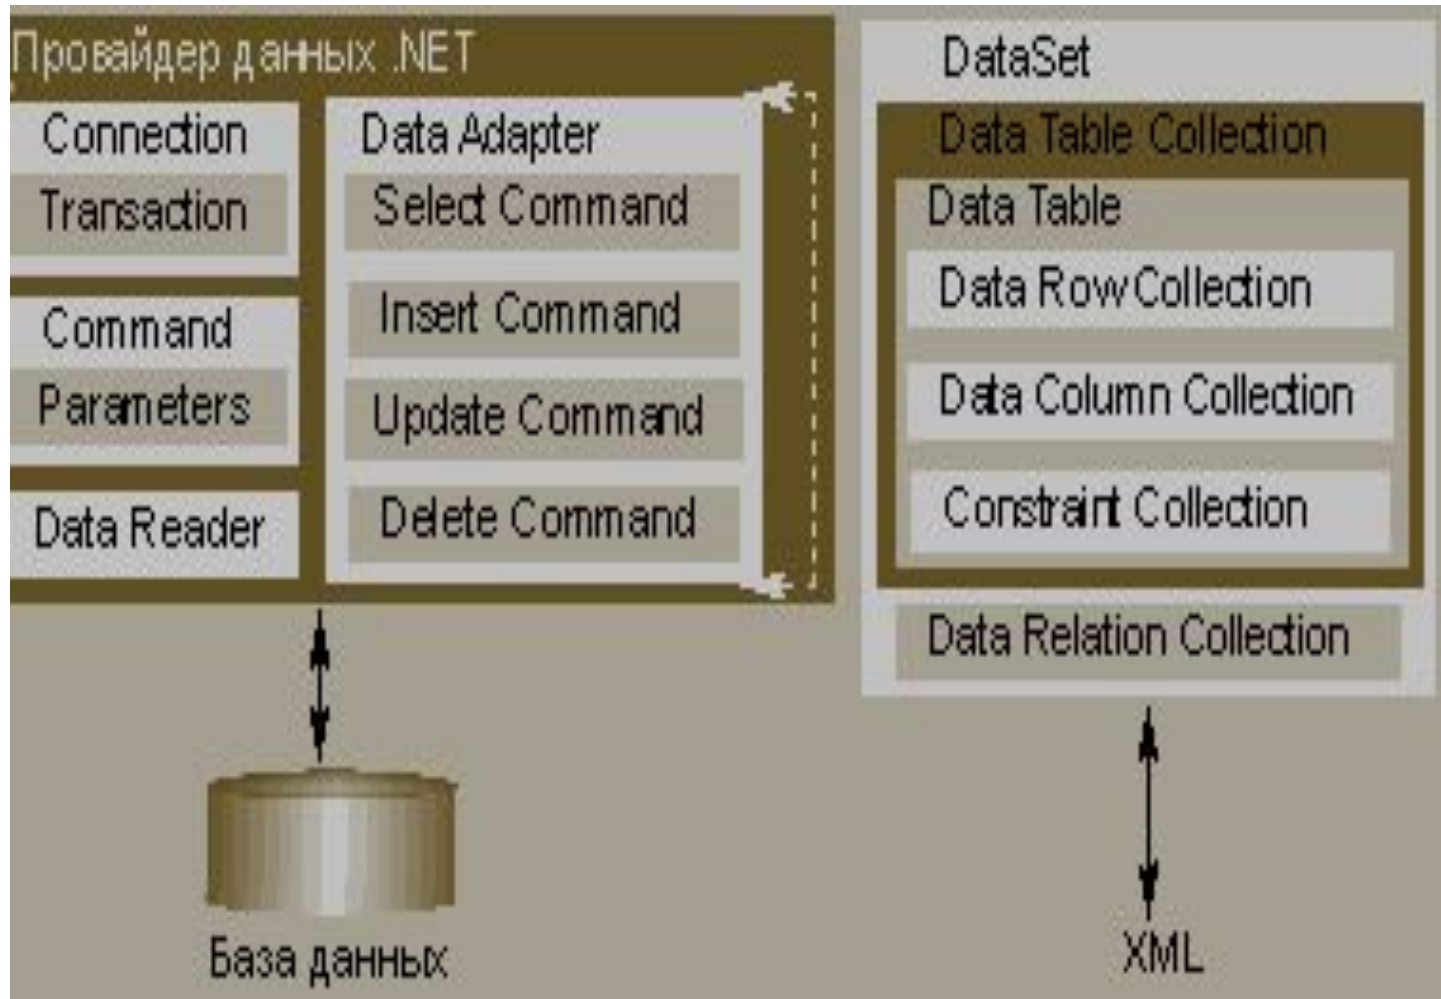 Провайдер данных .NET
Connection
Transaction
Command
Parameters
Data Reader
Data Adapter
Select Command
Insert Command
Update Command
Delete Command
База данных
DataSet
Data Table Collection
Data Table
Data Row Collection
Data Column Collection
Constraint Collection
Data Relation Collection
XML